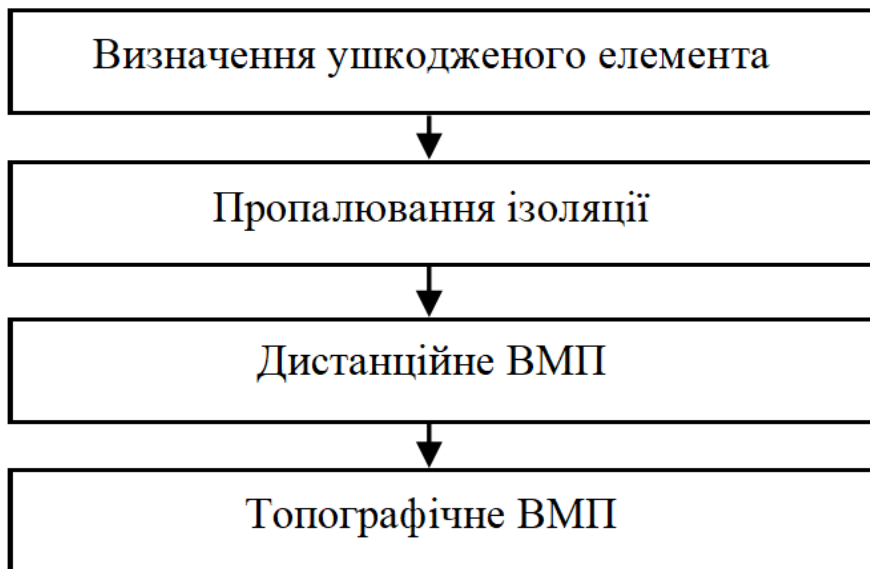 Визначення ушкодженого елемента
Пропалювання ізоляції
Дистанційне ВМП
Топографічне ВМП